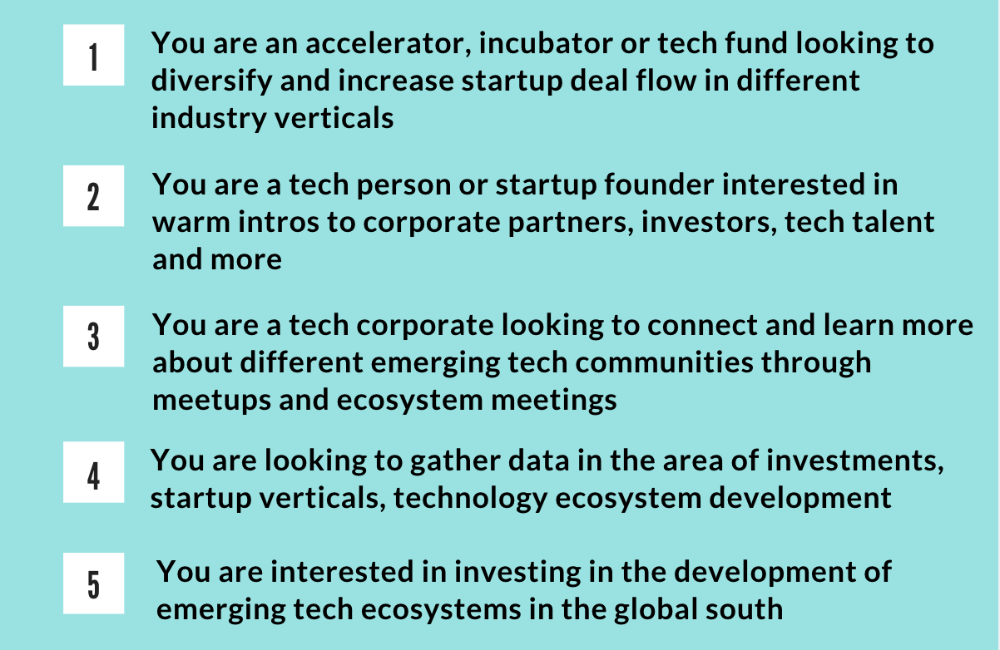 1
You are an accelerator, incubator or tech fund looking to
diversify and increase startup deal flow in different
industry verticals
2
You are a tech person or startup founder interested in
warm intros to corporate partners, investors, tech talent
and more
3
You are a tech corporate looking to connect and learn more
about different emerging tech communities through
meetups and ecosystem meetings
4
You are looking to gather data in the area of investments,
startup verticals, technology ecosystem development
5
You are interested in investing in the development of
emerging tech ecosystems in the global south